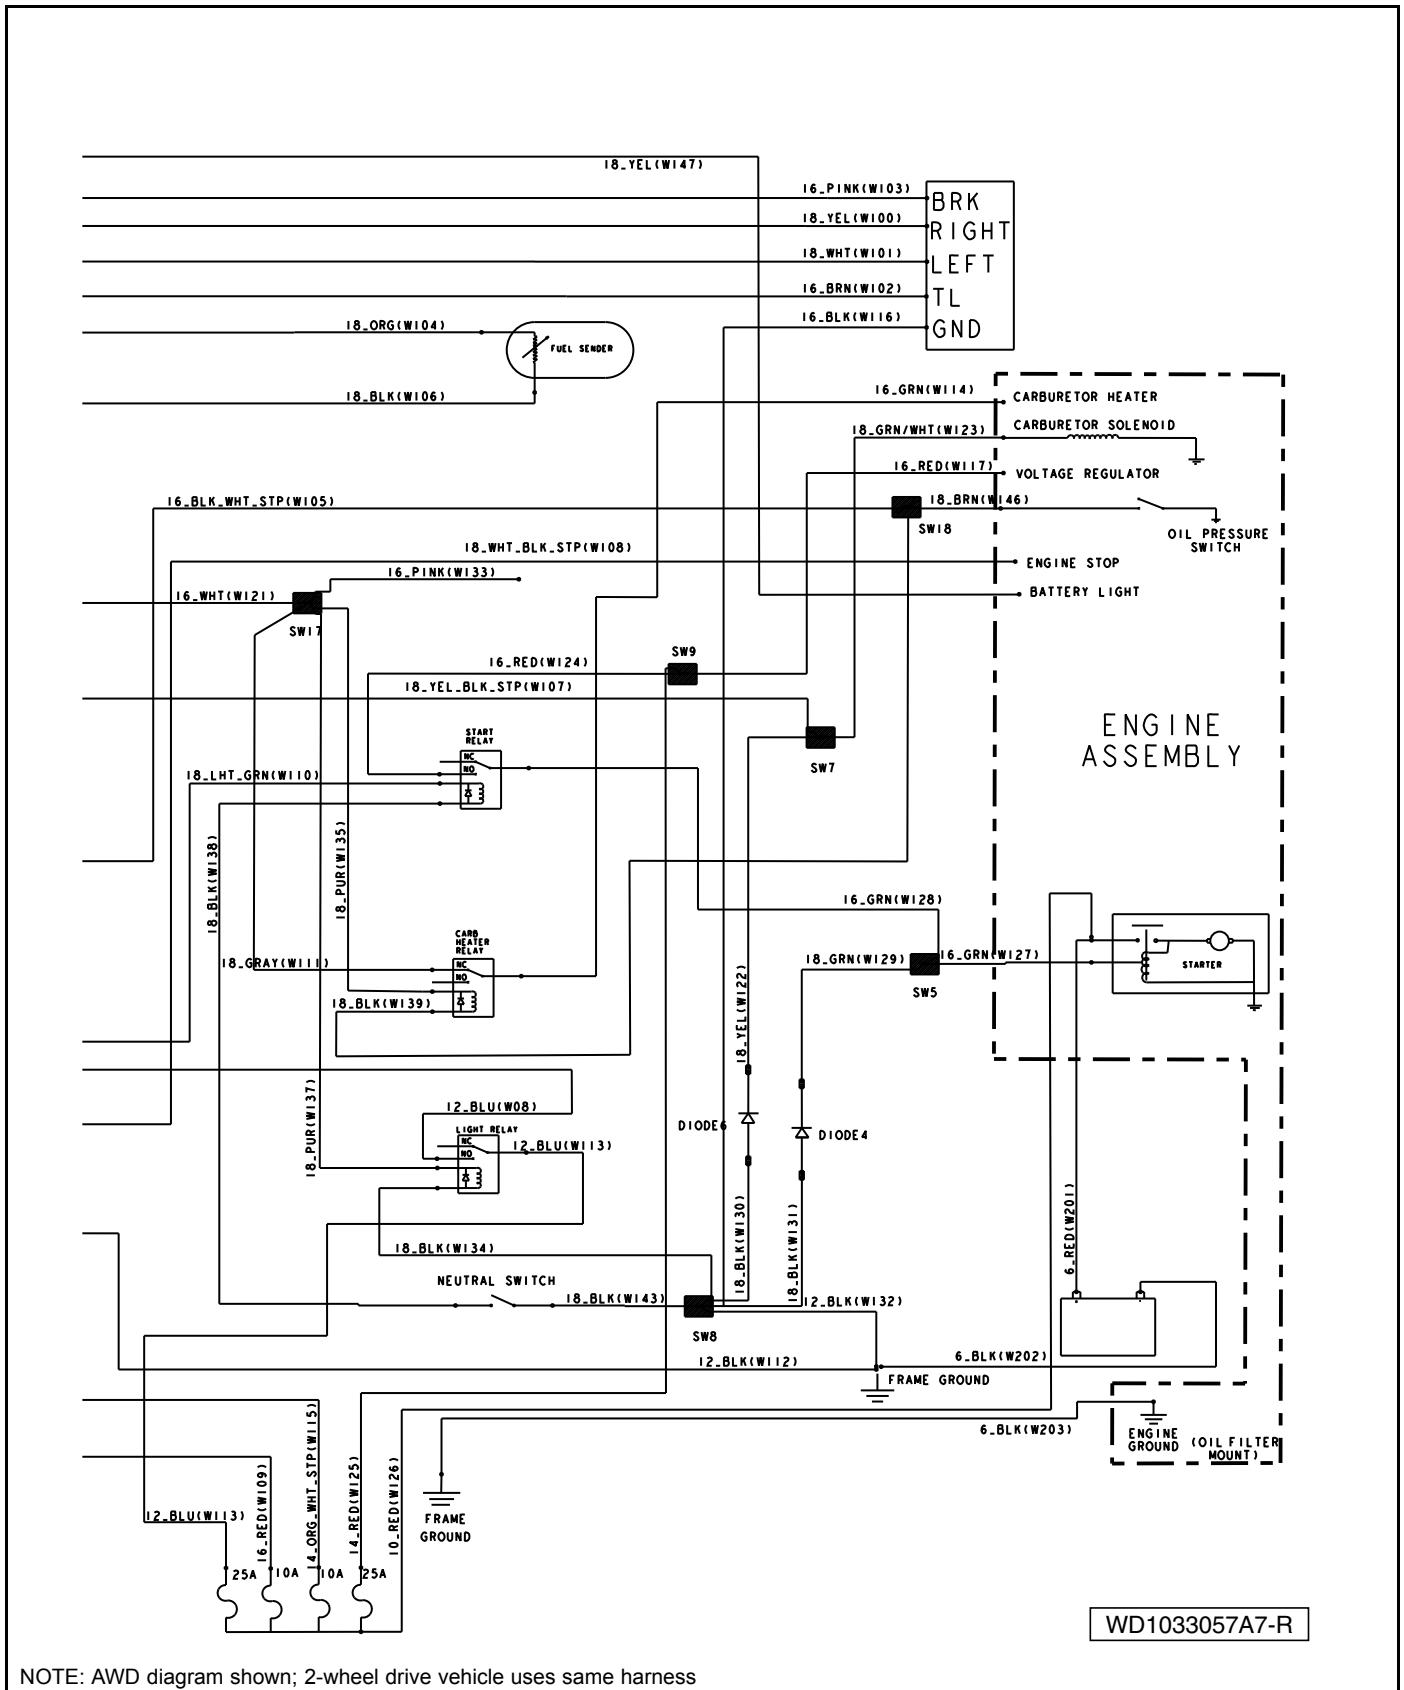 18_YEL(W147)
16_PINK(W103)
BRK
18_YEL(W100)
RIGHT
18_WHT(W101)
LEFT
16_BRN(W102)
TL
16_BLK(W116)
GND
18_ORG(W104)
FUEL SENDER
18_BLK(W106)
16_GRN(W114)
CARBURETOR HEATER
18_GRN/WHT(W123)
CARBURETOR SOLENOID
16_RED(W117)
VOLTAGE REGULATOR
16_BLK_WHT_STP(W105)
18_BRN(W146)
SW18
OIL PRESSURE
SWITCH
18_WHT_BLK_STP(W108)
ENGINE STOP
16_PINK(W133)
16_WHT(W121)
BATTERY LIGHT
SW17
SW9
16_RED(W124)
18_YEL_BLK_STP(W107)
START
RELAY
NC
NO
SW7
ENGINE
ASSEMBLY
18_LHT_GRN(W110)
18_BLK(W138)
18_PUR(W135)
16_GRN(W128)
CARB
HEATER
RELAY
NC
NO
18_GRAY(W111)
18_GRN(W129)
16_GRN(W127)
STARTER
SW5
18_BLK(W139)
18_YEL(W122)
18_PUR(W137)
12_BLU(W08)
LIGHT RELAY
NC
NO
12_BLU(W113)
DIODE6
DIODE4
18_BLK(W130)
18_BLK(W131)
6_RED(W201)
18_BLK(W134)
NEUTRAL SWITCH
18_BLK(W143)
12_BLK(W132)
SW8
12_BLK(W112)
6_BLK(W202)
FRAME GROUND
6_BLK(W203)
ENGINE
GROUND
(OIL FILTER
MOUNT)
12_BLU(W113)
16_RED(W109)
14_ORG_WHT_STP(W115)
14_RED(W125)
10_RED(W126)
FRAME
GROUND
25A
10A
10A
25A
WD1033057A7-R
NOTE: AWD diagram shown; 2-wheel drive vehicle uses same harness